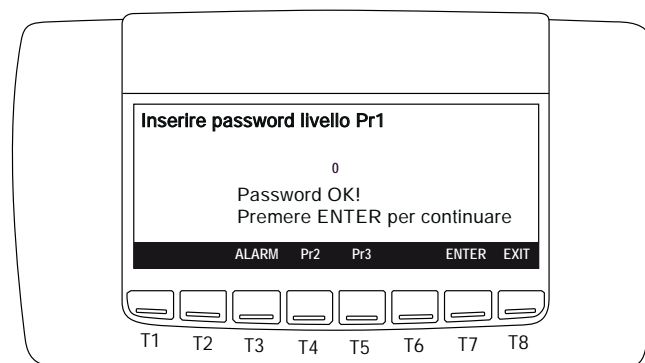 Inserire password livello Pr1
0
Password OK!
Premere ENTER per continuare
ALARM Pr2 Pr3 ENTER EXIT
T1 T2 T3 T4 T5 T6 T7 T8